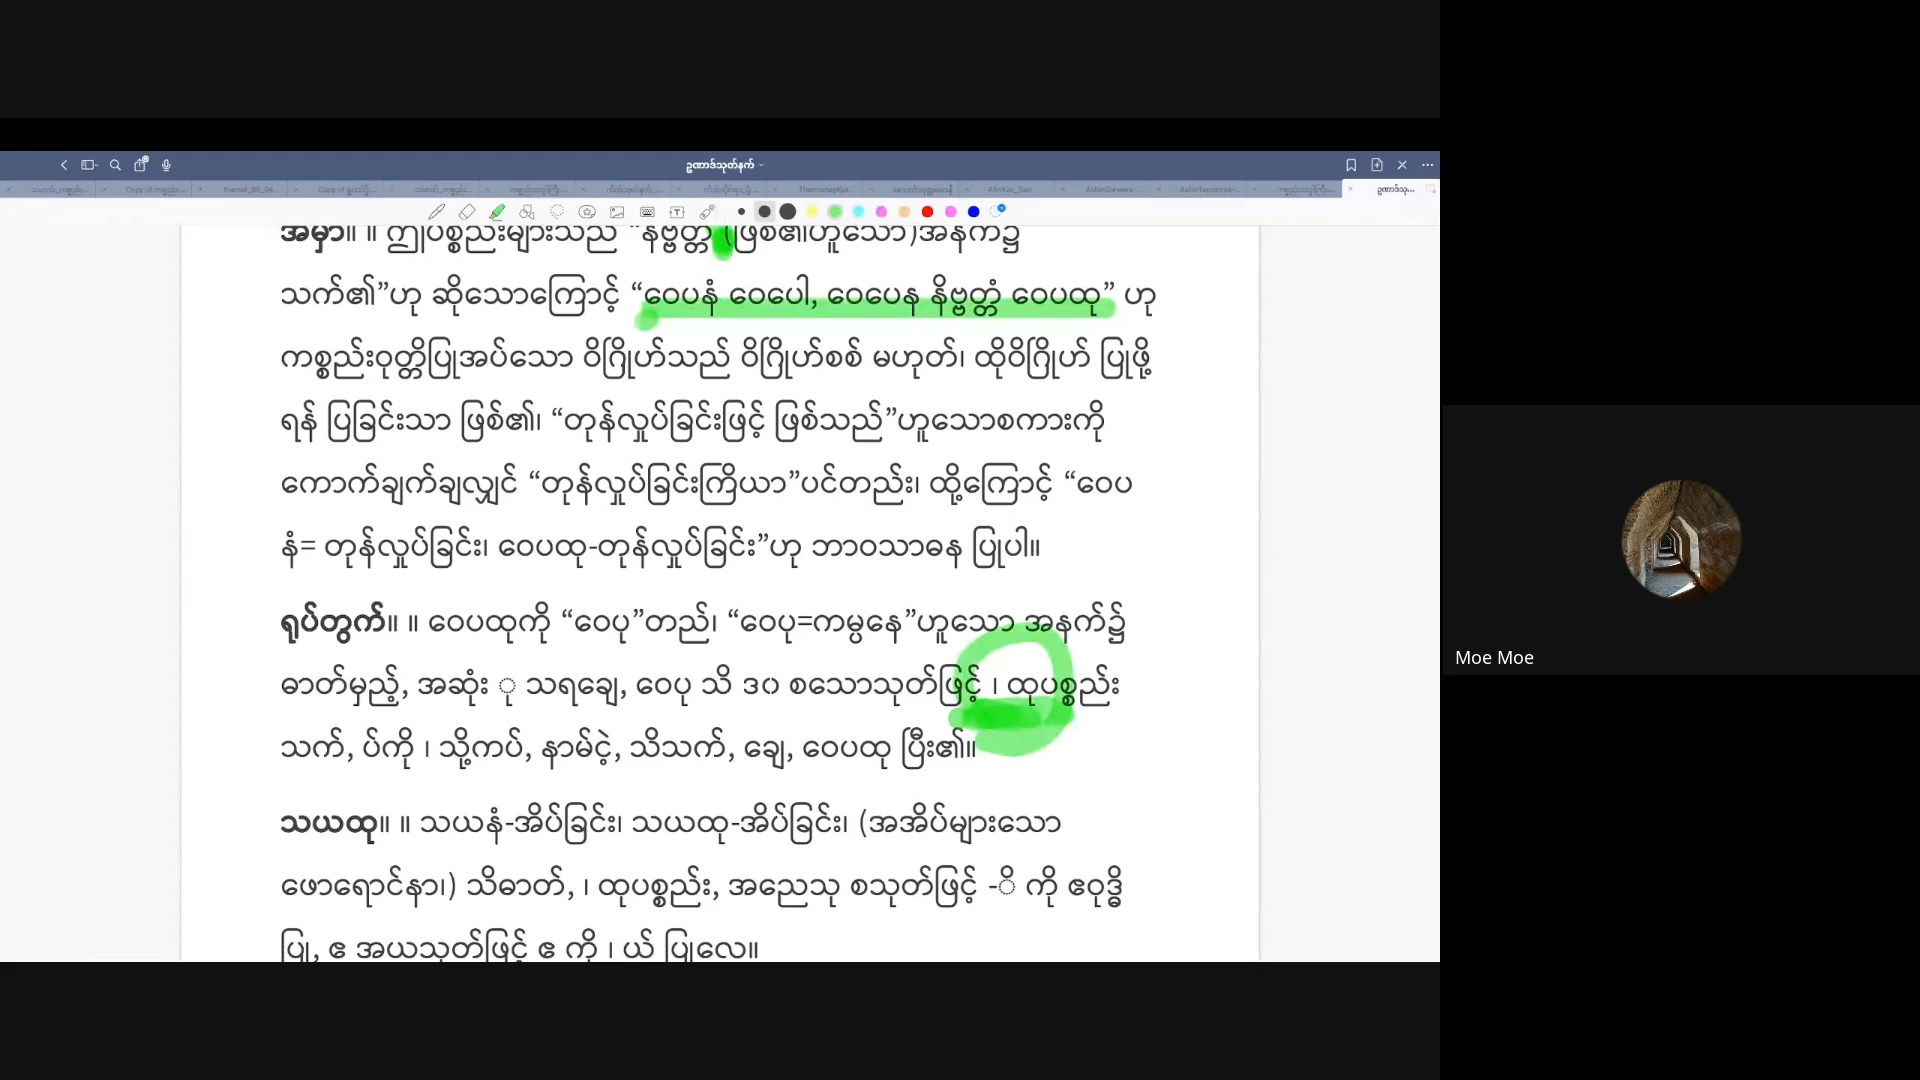 ဥဏာဒ်သုတ်နက်
အမှာ။ ။ ဤပစ္စည်းများသည် “နိဗ္ဗတ္တ (ဖြစ်၏ဟူသော)အနက်၌
သက်၏”ဟု ဆိုသောကြောင့် “ဝေပနံ ဝေပေါ, ဝေပေန နိဗ္ဗတ္တံ ဝေပထု” ဟု
ကစ္စည်းဝုတ္တိပြုအပ်သော ဝိဂြိုဟ်သည် ဝိဂြိုဟ်စစ် မဟုတ်၊ ထိုဝိဂြိုဟ် ပြုဖို့
ရန် ပြခြင်းသာ ဖြစ်၏၊ “တုန်လှုပ်ခြင်းဖြင့် ဖြစ်သည်”ဟူသောစကားကို
ကောက်ချက်ချလျှင် “တုန်လှုပ်ခြင်းကြိယာ”ပင်တည်း၊ ထို့ကြောင့် “ဝေပ
နံ= တုန်လှုပ်ခြင်း၊ ဝေပထု-တုန်လှုပ်ခြင်း”ဟု ဘာဝသာဓန ပြုပါ။
ရုပ်တွက်။ ။ ဝေပထုကို “ဝေပု”တည်၊ “ဝေပု=ကမ္ပနေ”ဟူသော အနက်၌
ဓာတ်မှည့်, အဆုံး ု သရချေ, ဝေပု သိ ဒဝ စသောသုတ်ဖြင့် ၊ ထုပစ္စည်း
သက်, ပ်ကို ၊ သို့ကပ်, နာမ်ငဲ့, သိသက်, ချေ, ဝေပထု ပြီး၏။
သယထု။ ။ သယနံ-အိပ်ခြင်း၊ သယထု-အိပ်ခြင်း၊ (အအိပ်များသော
ဖောရောင်နာ၊) သိဓာတ်, ၊ ထုပစ္စည်း, အညေသု စသုတ်ဖြင့် -ိ ကို ဧဝုဒ္ဓိ
ပြု, ဧ အယသုတ်ဖြင့် ဧ ကို ၊ ယ် ပြုလေ။
Moe Moe